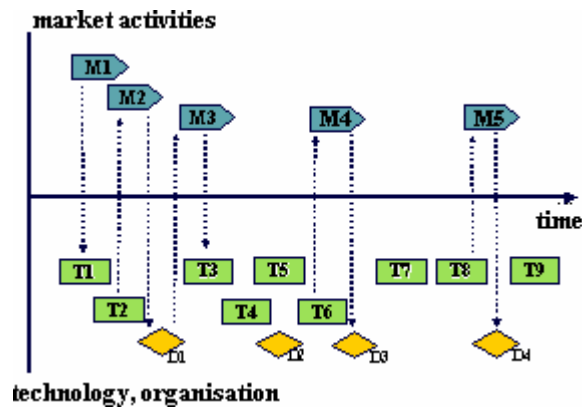 market activities
M1
M2
M3
M4
M5
time
T1
T3
T5
T7
T8
T9
T2
T4
T6
D1
D2
D3
D4
technology, organisation